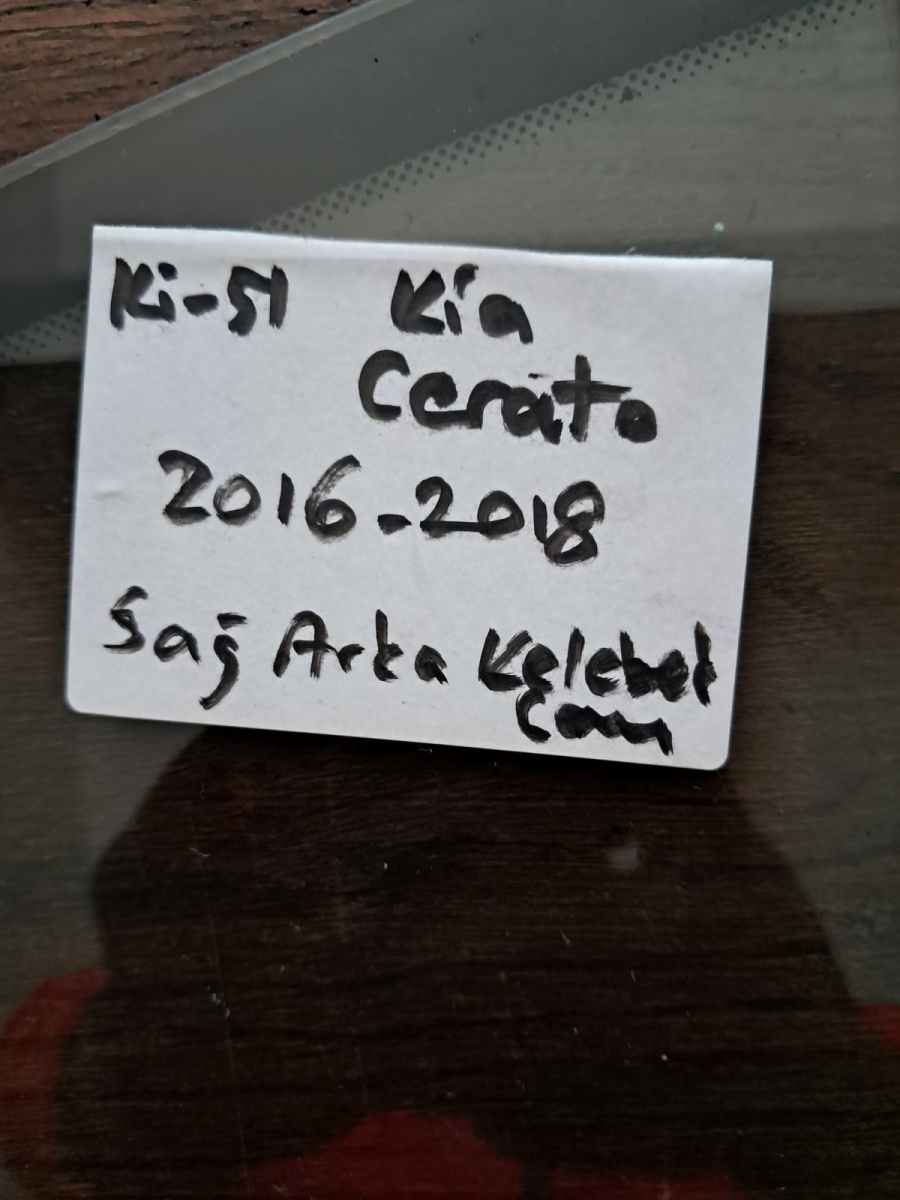 Ki-51 Kia
Cerato
2016-2018
Sağ Arka Kelebek
Cam